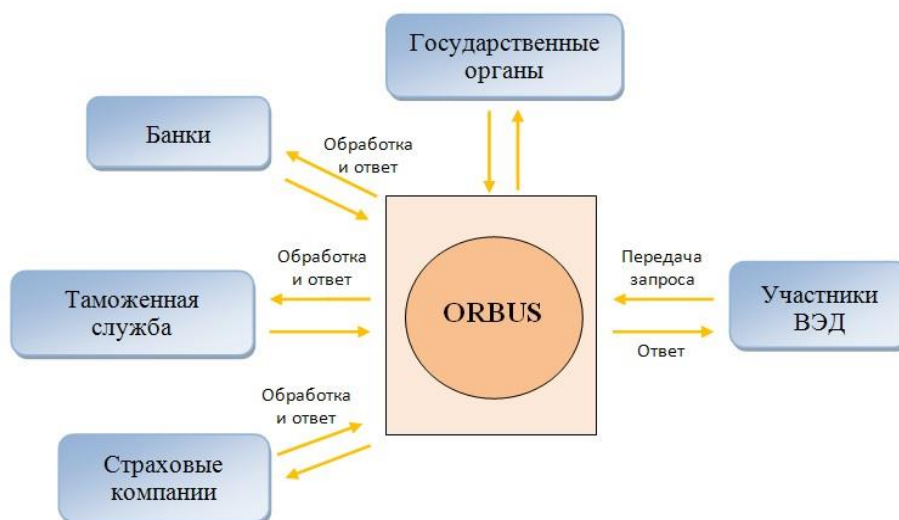 Государственные
органы
Банки
Обработка
и ответ
Таможенная
служба
Обработка
и ответ
ORBUS
Передача
запроса
Участники
ВЭД
Ответ
Обработка
и ответ
Страховые
компании